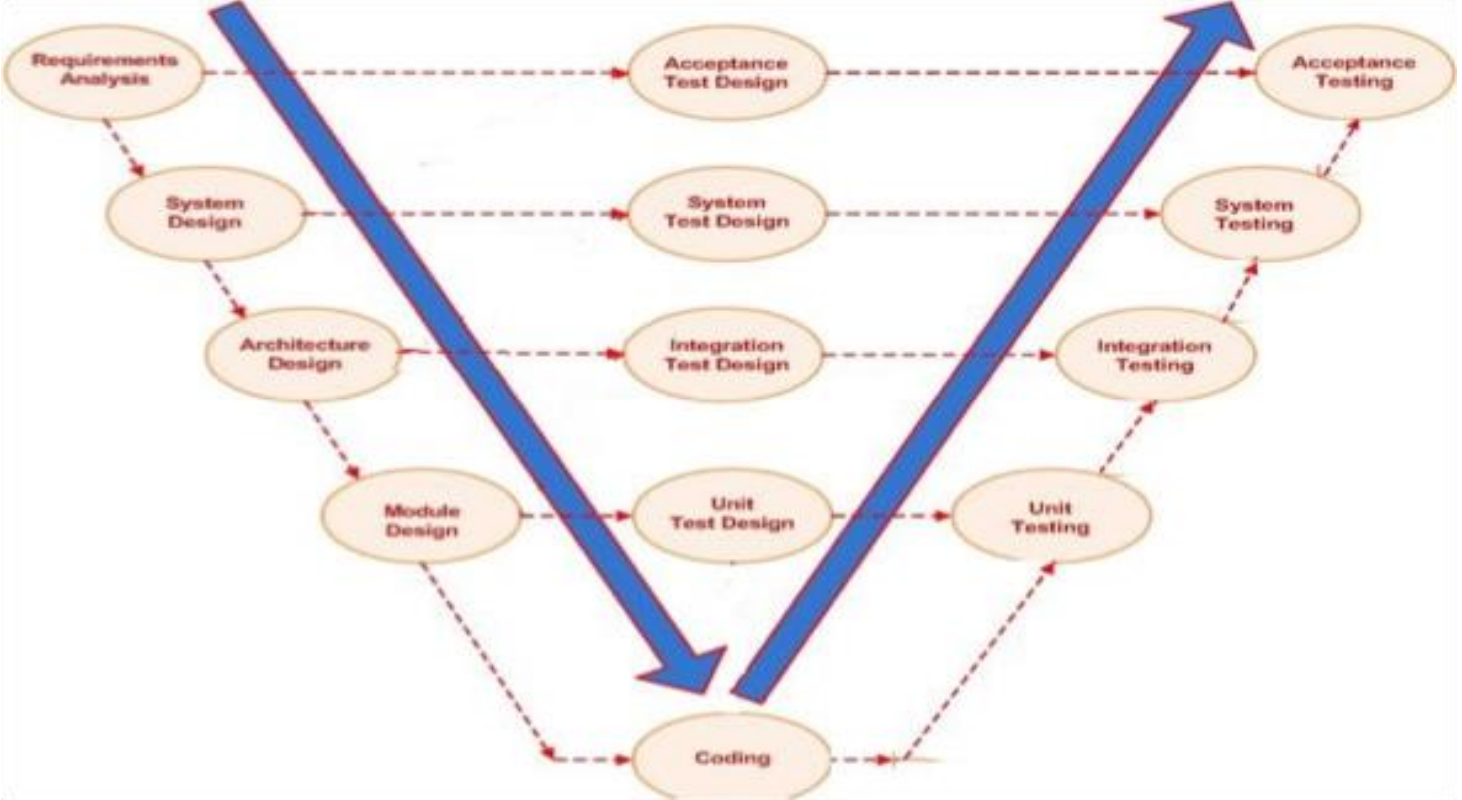 Requirements
Analysis
Acceptance
Test Design
Acceptance
Testing
System
Design
System
Test Design
System
Testing
Architecture
Design
Integration
Test Design
Integration
Testing
Module
Design
Unit
Test Design
Unit
Testing
Coding